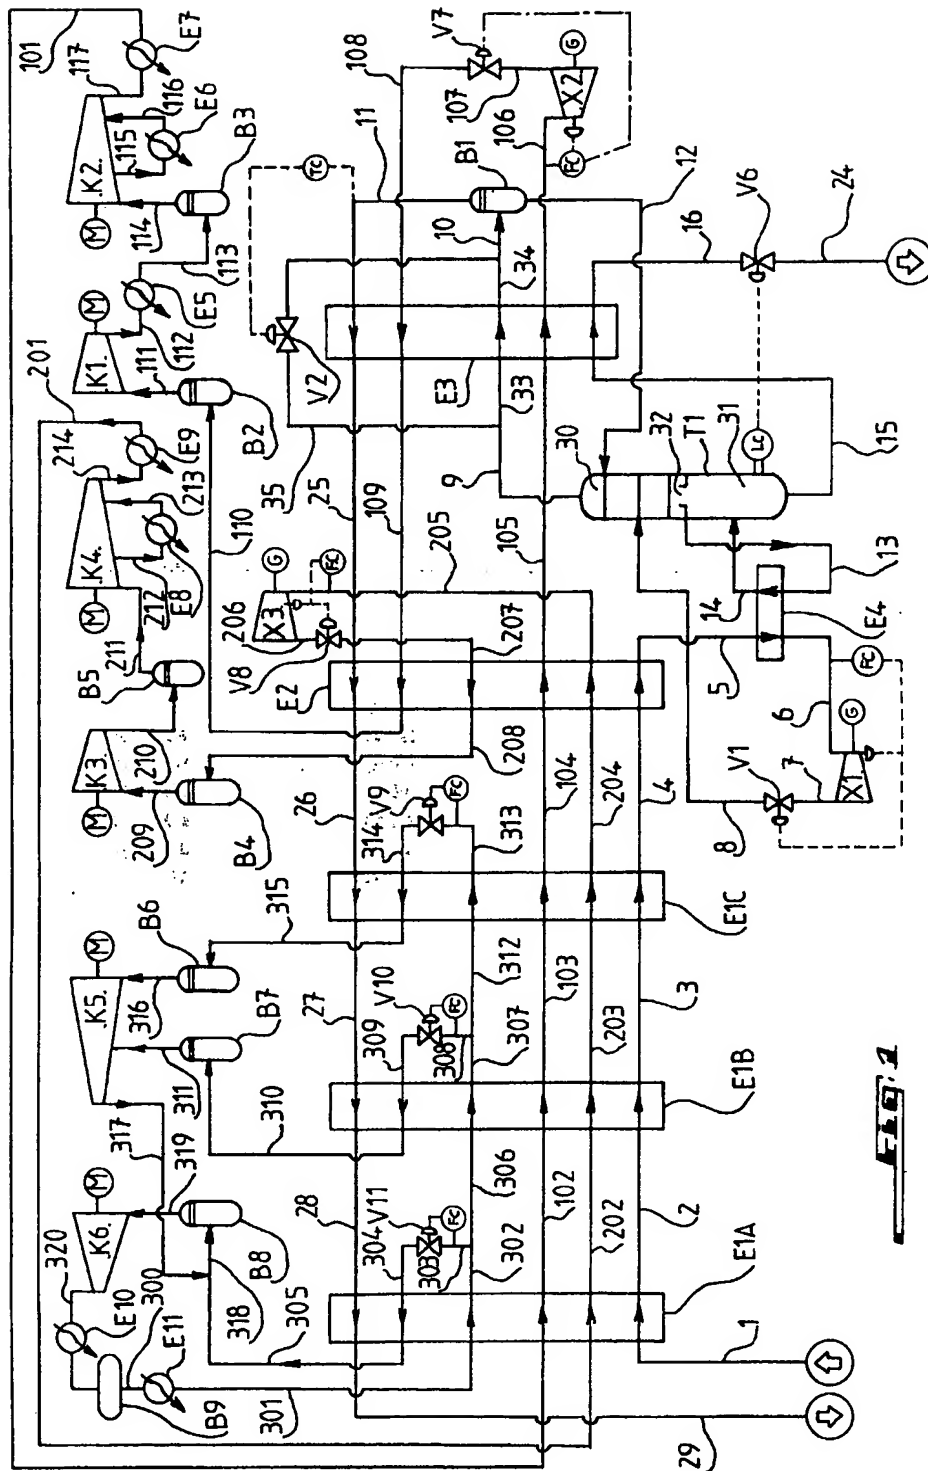 320
K6.
M
317
K5.
M
M
K3.
M
K4.
214
201
K1.
M
M
K2.
117
101
E10
300
E11
B9
301
319
318
305
B8
311
316
310
B7
B6
315
209
210
B4
211
B5
212
E8
213
E9
110
111
112
E5
B2
113
114
B3
115
116
E6
E7
29
28
304
V11
FC
303
302
306
27
309
V10
FC
308
307
312
26
314
V9
FC
313
208
E2
V8
206
X3
G
FC
207
205
25
109
35
V2
TC
11
108
V7
102
202
2
E1A
1
103
203
3
E1B
104
204
4
E1C
105
9
33
E3
34
10
B1
106
107
FC
X2
G
12
5
6
FC
G
X1
7
V1
8
14
E4
13
30
32
T1
31
LC
15
16
V6
24
Fig. 1